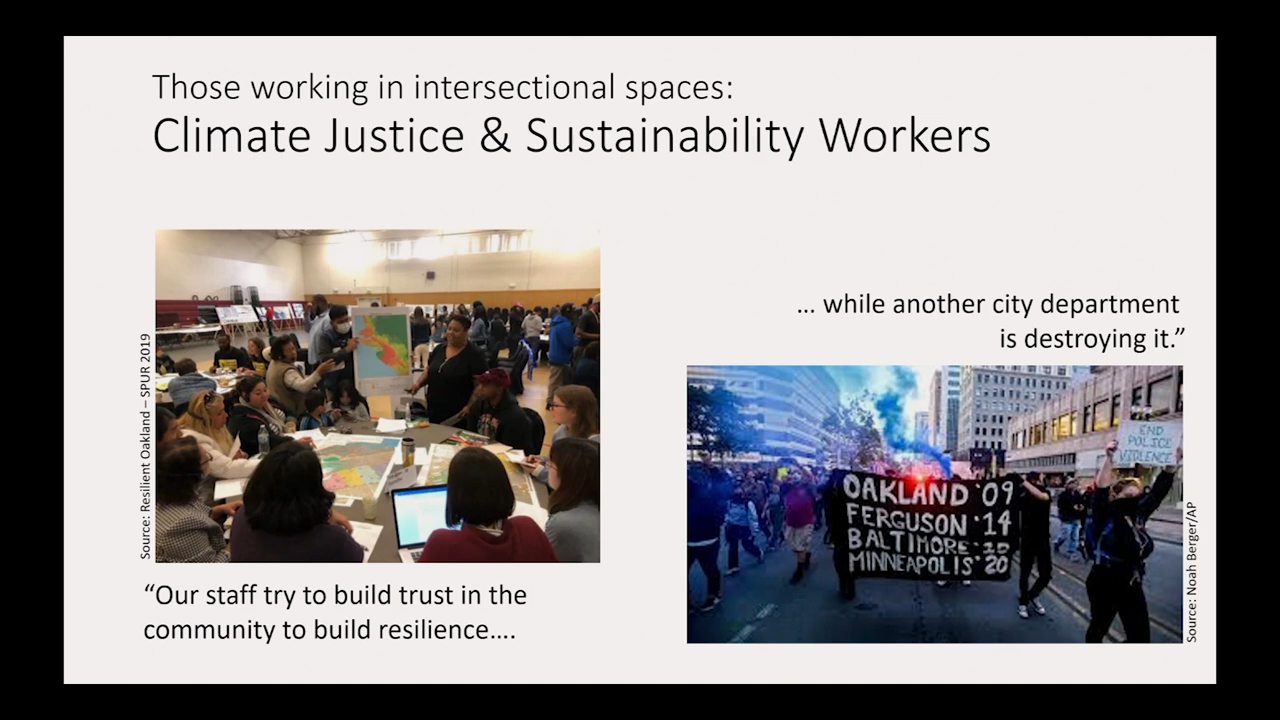 Those working in intersectional spaces:
Climate Justice & Sustainability Workers
Source: Resilient Oakland – SPUR 2019
“Our staff try to build trust in the
community to build resilience....
... while another city department
is destroying it.”
END
POLICE
VIOLENCE
OAKLAND '09
FERGUSON '14
BALTIMORE
MINNEAPOLIS '20
Source: Noah Berger/AP